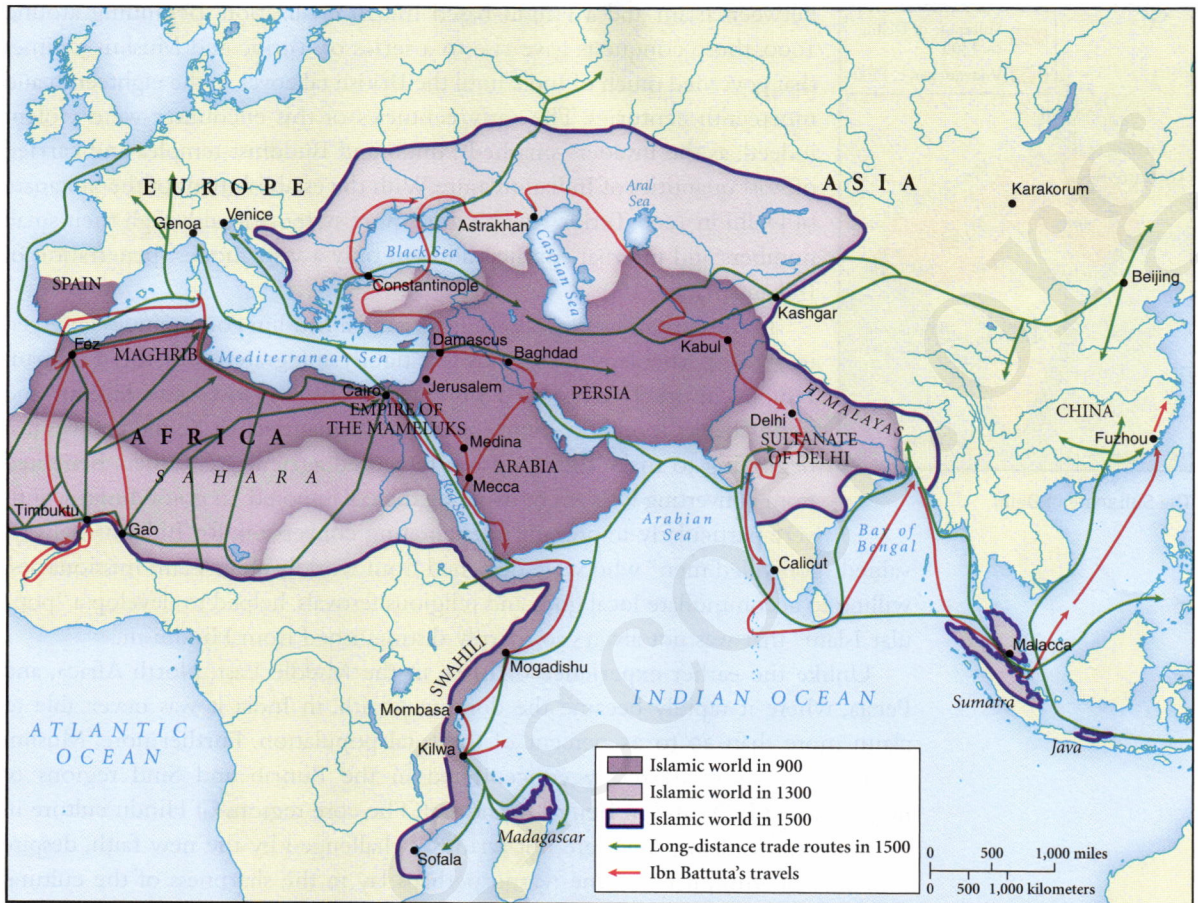 EUROPE
ASIA
Karakorum
Aral
Sea
Venice
Genoa
Astrakhan
Caspian Sea
Black Sea
Beijing
SPAIN
Constantinople
Kashgar
Fez
MAGHRIB
Mediterranean Sea
Damascus
Baghdad
Kabul
Cairo
Jerusalem
PERSIA
HIMALAYAS
EMPIRE OF
THE MAMELUKS
Delhi
SULTANATE
OF DELHI
CHINA
Fuzhou
AFRICA
Medina
ARABIA
SAHARA
Mecca
Red Sea
Timbuktu
Gao
Arabian
Sea
Bay of
Bengal
Calicut
SWAHILI
Mogadishu
Malacca
INDIAN OCEAN
Sumatra
Mombasa
ATLANTIC
OCEAN
Kilwa
Java
Madagascar
Sofala
Islamic world in 900
Islamic world in 1300
Islamic world in 1500
Long-distance trade routes in 1500
Ibn Battuta's travels
0 500 1,000 miles
0 500 1,000 kilometers